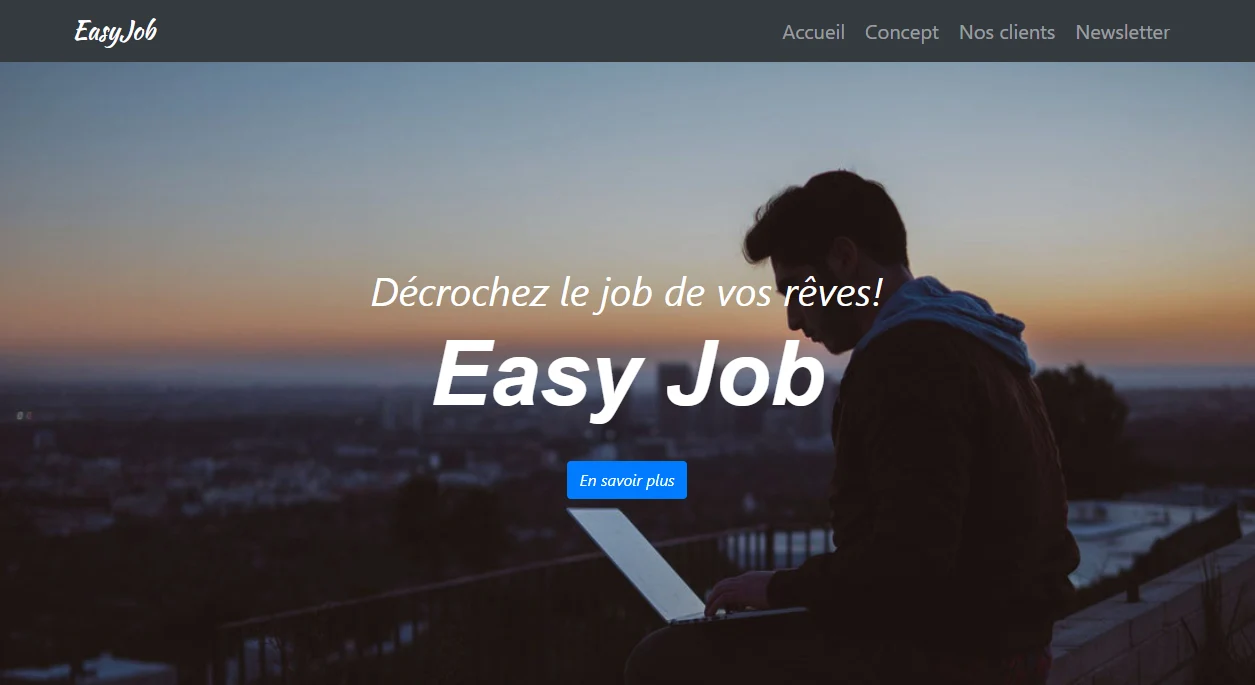 EasyJob
Accueil Concept Nos clients Newsletter
Décrochez le job de vos rêves!
Easy Job
En savoir plus